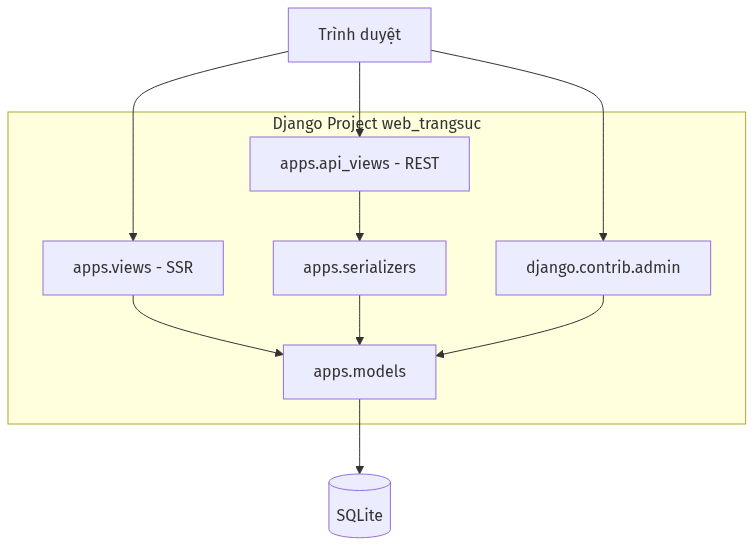 Trình duyệt
Django Project web_trangsuc
apps.api_views - REST
apps.views - SSR
apps.serializers
django.contrib.admin
apps.models
SQLite